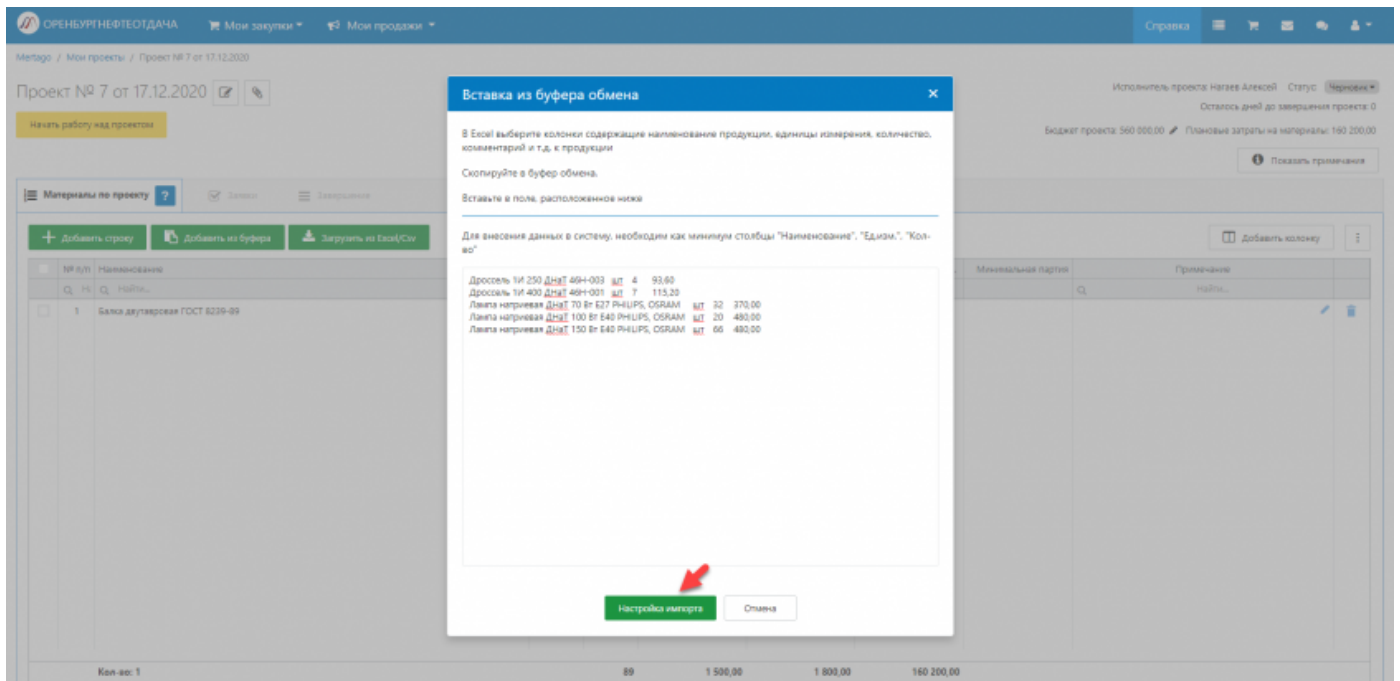 ОРЕНБУРГНЕФТЕОТДАЧА Мои закупки Мои продажи Справка
Mertago / Мои проекты / Проект № 7 от 17.12.2020
Проект № 7 от 17.12.2020
Исполнитель проекта: Нагаев Алексей Статус: Черновик
Осталось дней до завершения проекта: 0
Начать работу над проектом
Бюджет проекта: 560 000,00 Плановые затраты на материалы: 160 200,00
Показать примечания
Материалы по проекту ? Заявки Завершенное
Добавить строку Добавить из буфера Загрузить из Excel/Csv Добавить колонку
№ п/п Наименование Минимальная партия Примечание
Найти... Найти...
1 Балка двутавровая ГОСТ 8239-89
Вставка из буфера обмена ×
В Excel выберите колонки содержащие наименование продукции, единицы измерения, количество,
комментарий и т.д. к продукции
Скопируйте в буфер обмена.
Вставьте в поле, расположенное ниже
Для внесения данных в систему, необходим как минимум столбцы "Наименование", "Ед.изм.", "Кол-
во"
Дроссель 1И 250 ДНаТ 46Н-003 шт 4 93,60
Дроссель 1И 400 ДНаТ 46Н-001 шт 7 115,20
Лампа натриевая ДНаТ 70 Вт E27 PHILIPS, OSRAM шт 32 370,00
Лампа натриевая ДНаТ 100 Вт E40 PHILIPS, OSRAM шт 20 480,00
Лампа натриевая ДНаТ 150 Вт E40 PHILIPS, OSRAM шт 66 480,00
Настройка импорта Отмена
Кол-во: 1 89 1 500,00 1 800,00 160 200,00